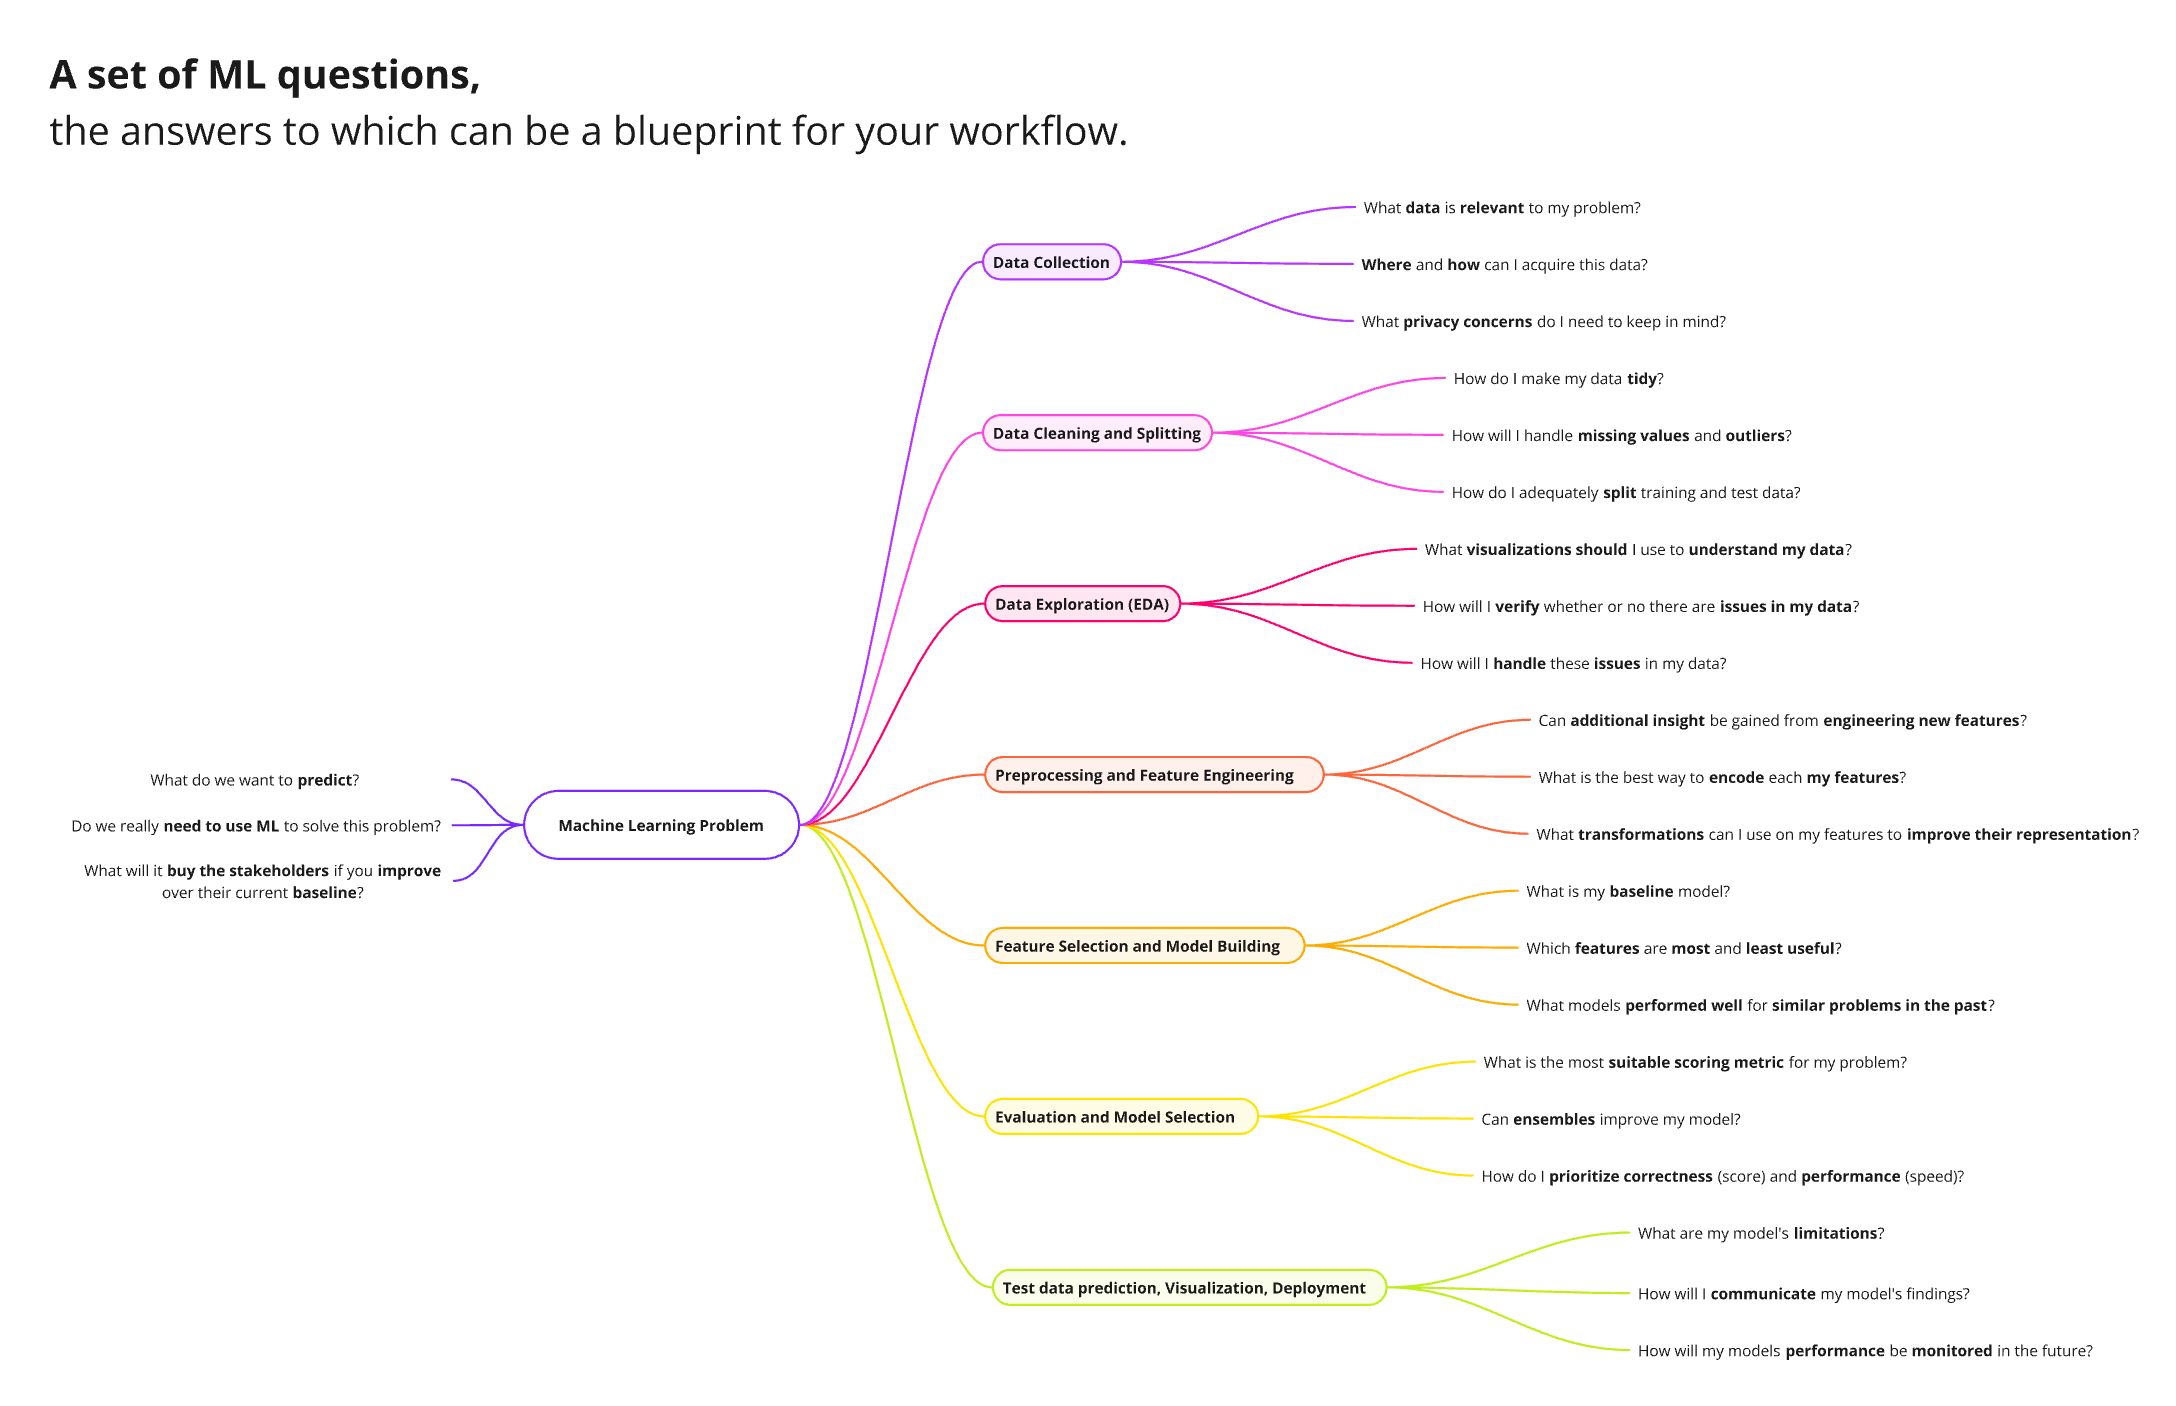 A set of ML questions,
the answers to which can be a blueprint for your workflow.
What do we want to predict?
Do we really need to use ML to solve this problem?
What will it buy the stakeholders if you improve
over their current baseline?
Machine Learning Problem
Data Collection
What data is relevant to my problem?
Where and how can I acquire this data?
What privacy concerns do I need to keep in mind?
Data Cleaning and Splitting
How do I make my data tidy?
How will I handle missing values and outliers?
How do I adequately split training and test data?
Data Exploration (EDA)
What visualizations should I use to understand my data?
How will I verify whether or no there are issues in my data?
How will I handle these issues in my data?
Preprocessing and Feature Engineering
Can additional insight be gained from engineering new features?
What is the best way to encode each my features?
What transformations can I use on my features to improve their representation?
Feature Selection and Model Building
What is my baseline model?
Which features are most and least useful?
What models performed well for similar problems in the past?
Evaluation and Model Selection
What is the most suitable scoring metric for my problem?
Can ensembles improve my model?
How do I prioritize correctness (score) and performance (speed)?
Test data prediction, Visualization, Deployment
What are my model's limitations?
How will I communicate my model's findings?
How will my models performance be monitored in the future?